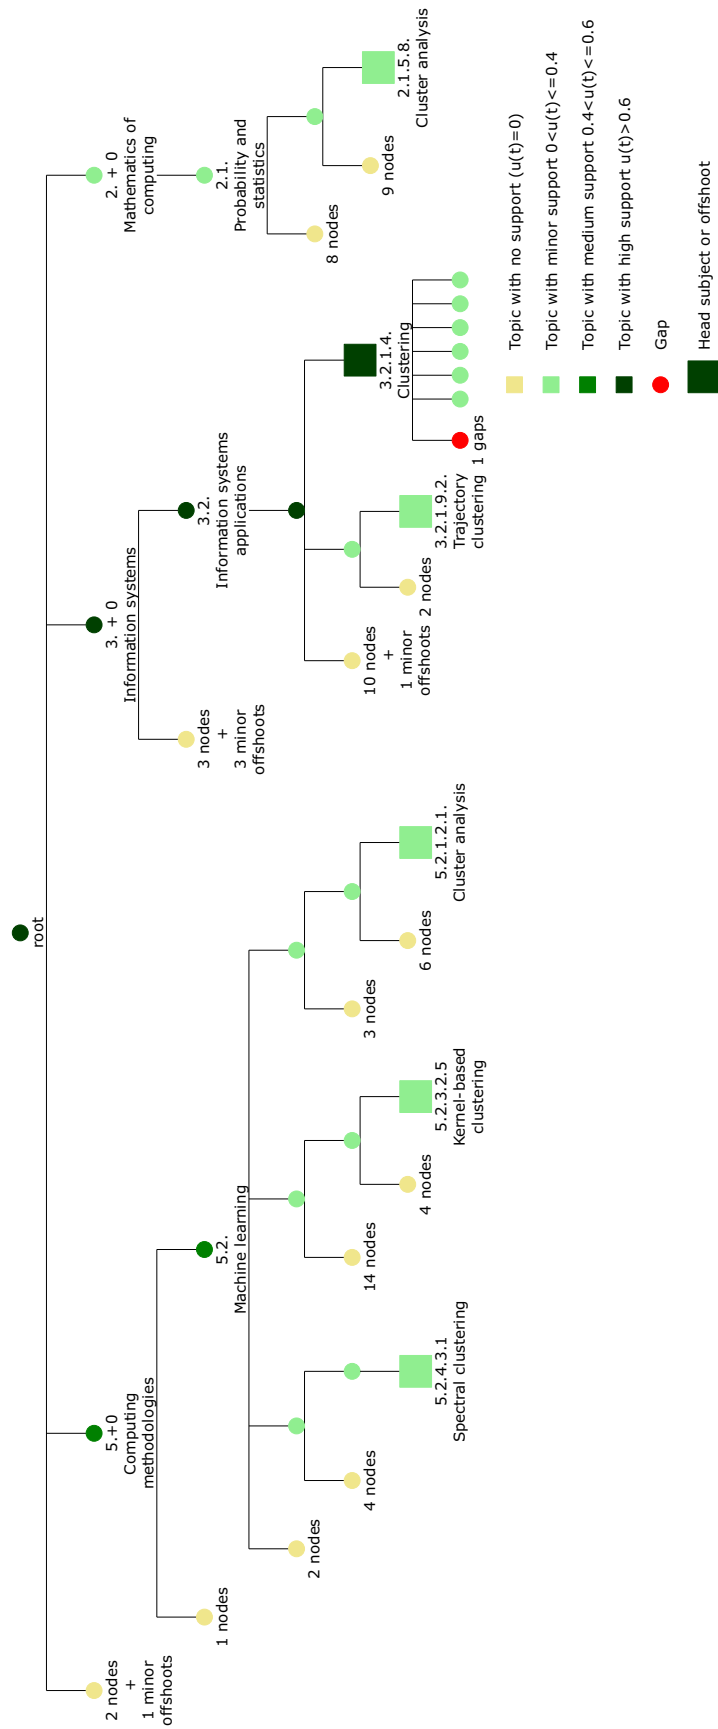 root
2 nodes
+
1 minor
offshoots
5.+0
Computing
methodologies
3. + 0
Information systems
2. + 0
Mathematics of
computing
1 nodes
5.2.
Machine learning
3 nodes
+
3 minor
offshoots
3.2.
Information systems
applications
2.1.
Probability and
statistics
2 nodes
4 nodes
5.2.4.3.1
Spectral clustering
14 nodes
4 nodes
5.2.3.2.5
Kernel-based
clustering
3 nodes
6 nodes
5.2.1.2.1.
Cluster analysis
10 nodes
+
1 minor
offshoots
2 nodes
3.2.1.9.2.
Trajectory
clustering
3.2.1.4.
Clustering
1 gaps
8 nodes
9 nodes
2.1.5.8.
Cluster analysis
Topic with no support (u(t)=0)
Topic with minor support 0<u(t)<=0.4
Topic with medium support 0.4<u(t)<=0.6
Topic with high support u(t)>0.6
Gap
Head subject or offshoot